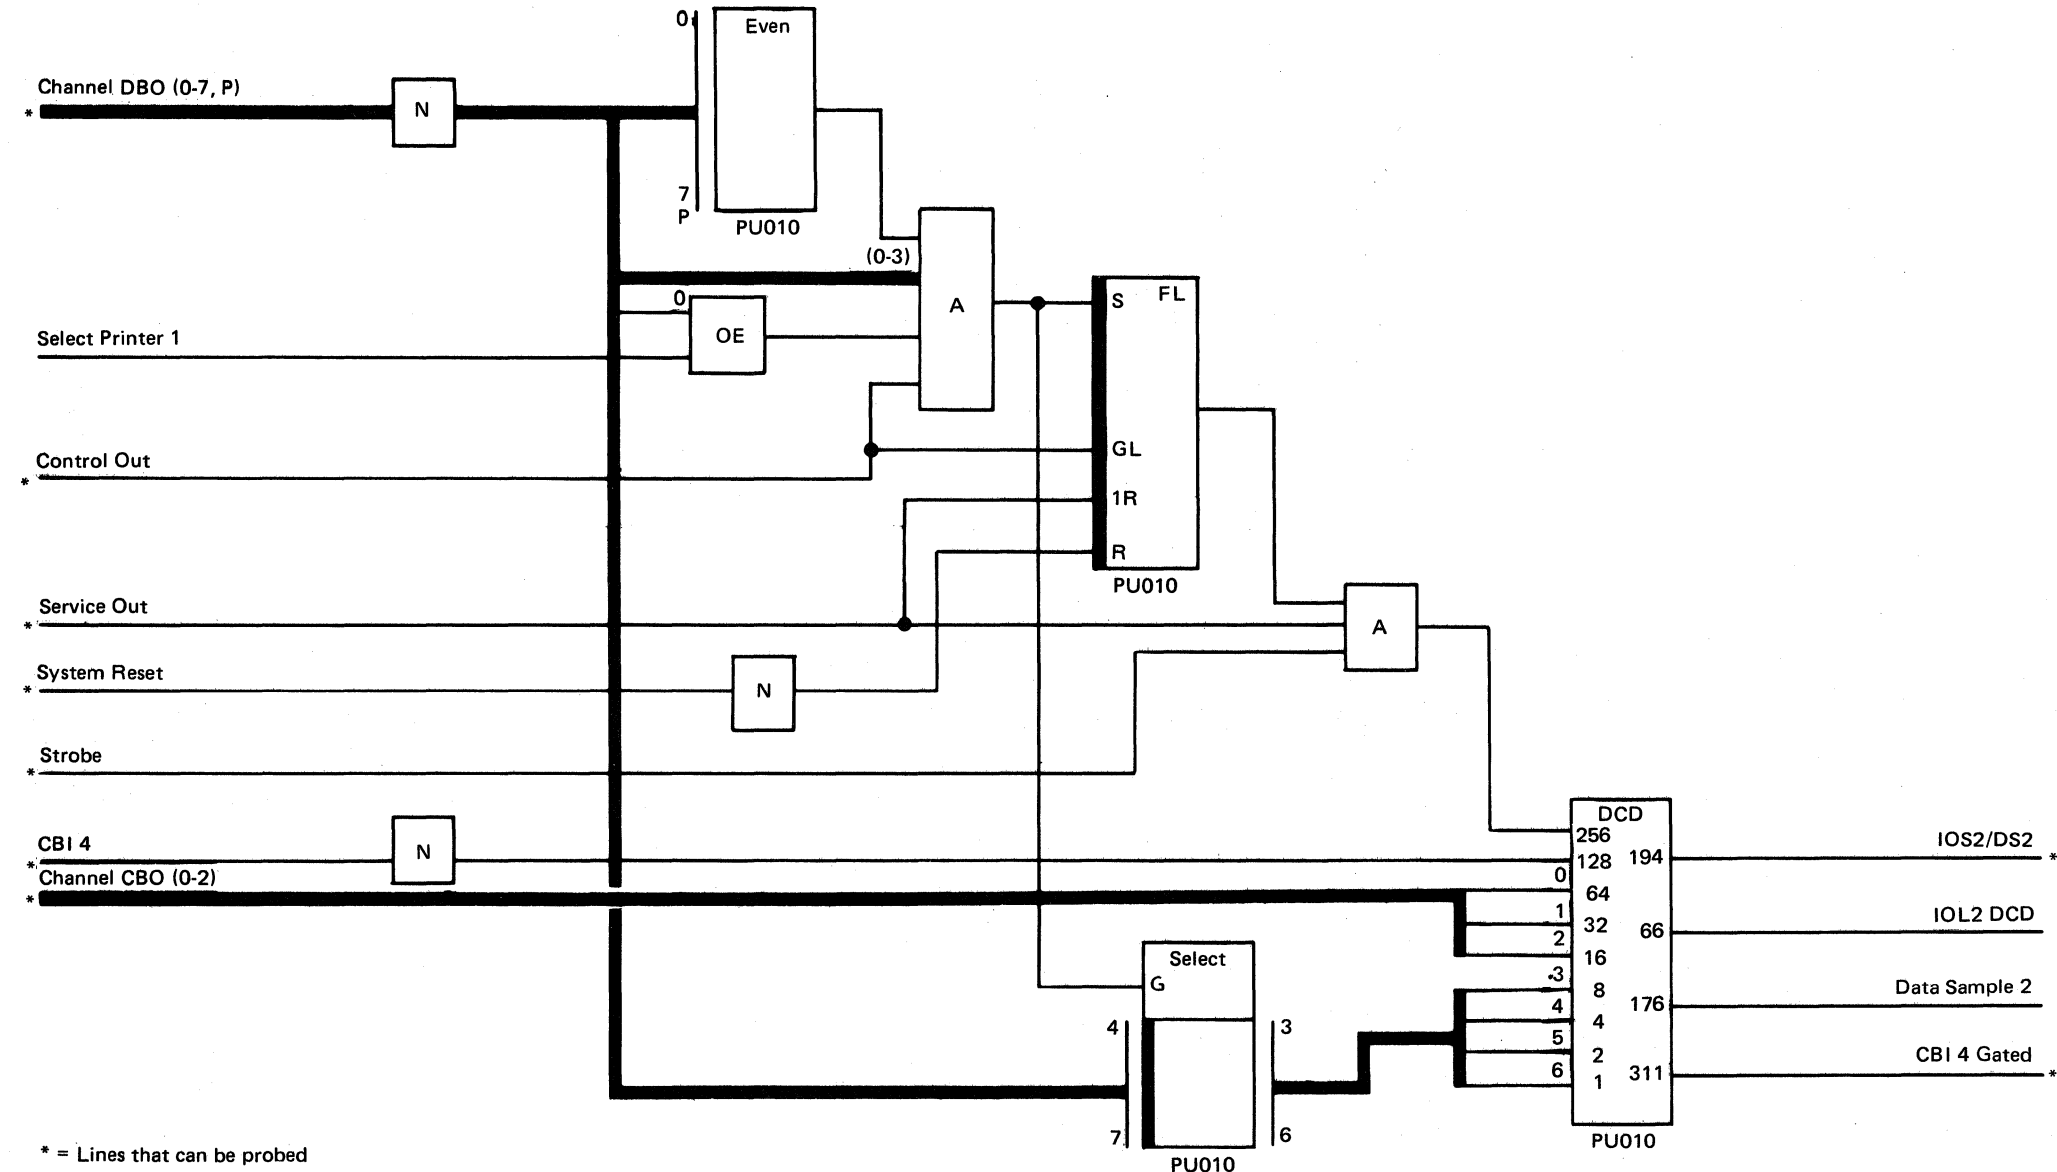 0
Even
Channel DBO (0-7, P)
*
N
7
P
PU010
(0-3)
0
A
S
FL
OE
Select Printer 1
GL
Control Out
*
1R
R
PU010
Service Out
*
A
System Reset
*
N
Strobe
*
DCD
256
CBI 4
*
N
128
194
IOS2/DS2
*
Channel CBO (0-2)
*
0
64
1
32
66
IOL2 DCD
2
16
Select
G
3
8
176
Data Sample 2
4
4
4
3
5
2
CBI 4 Gated
*
6
1
311
7
6
PU010
PU010
* = Lines that can be probed